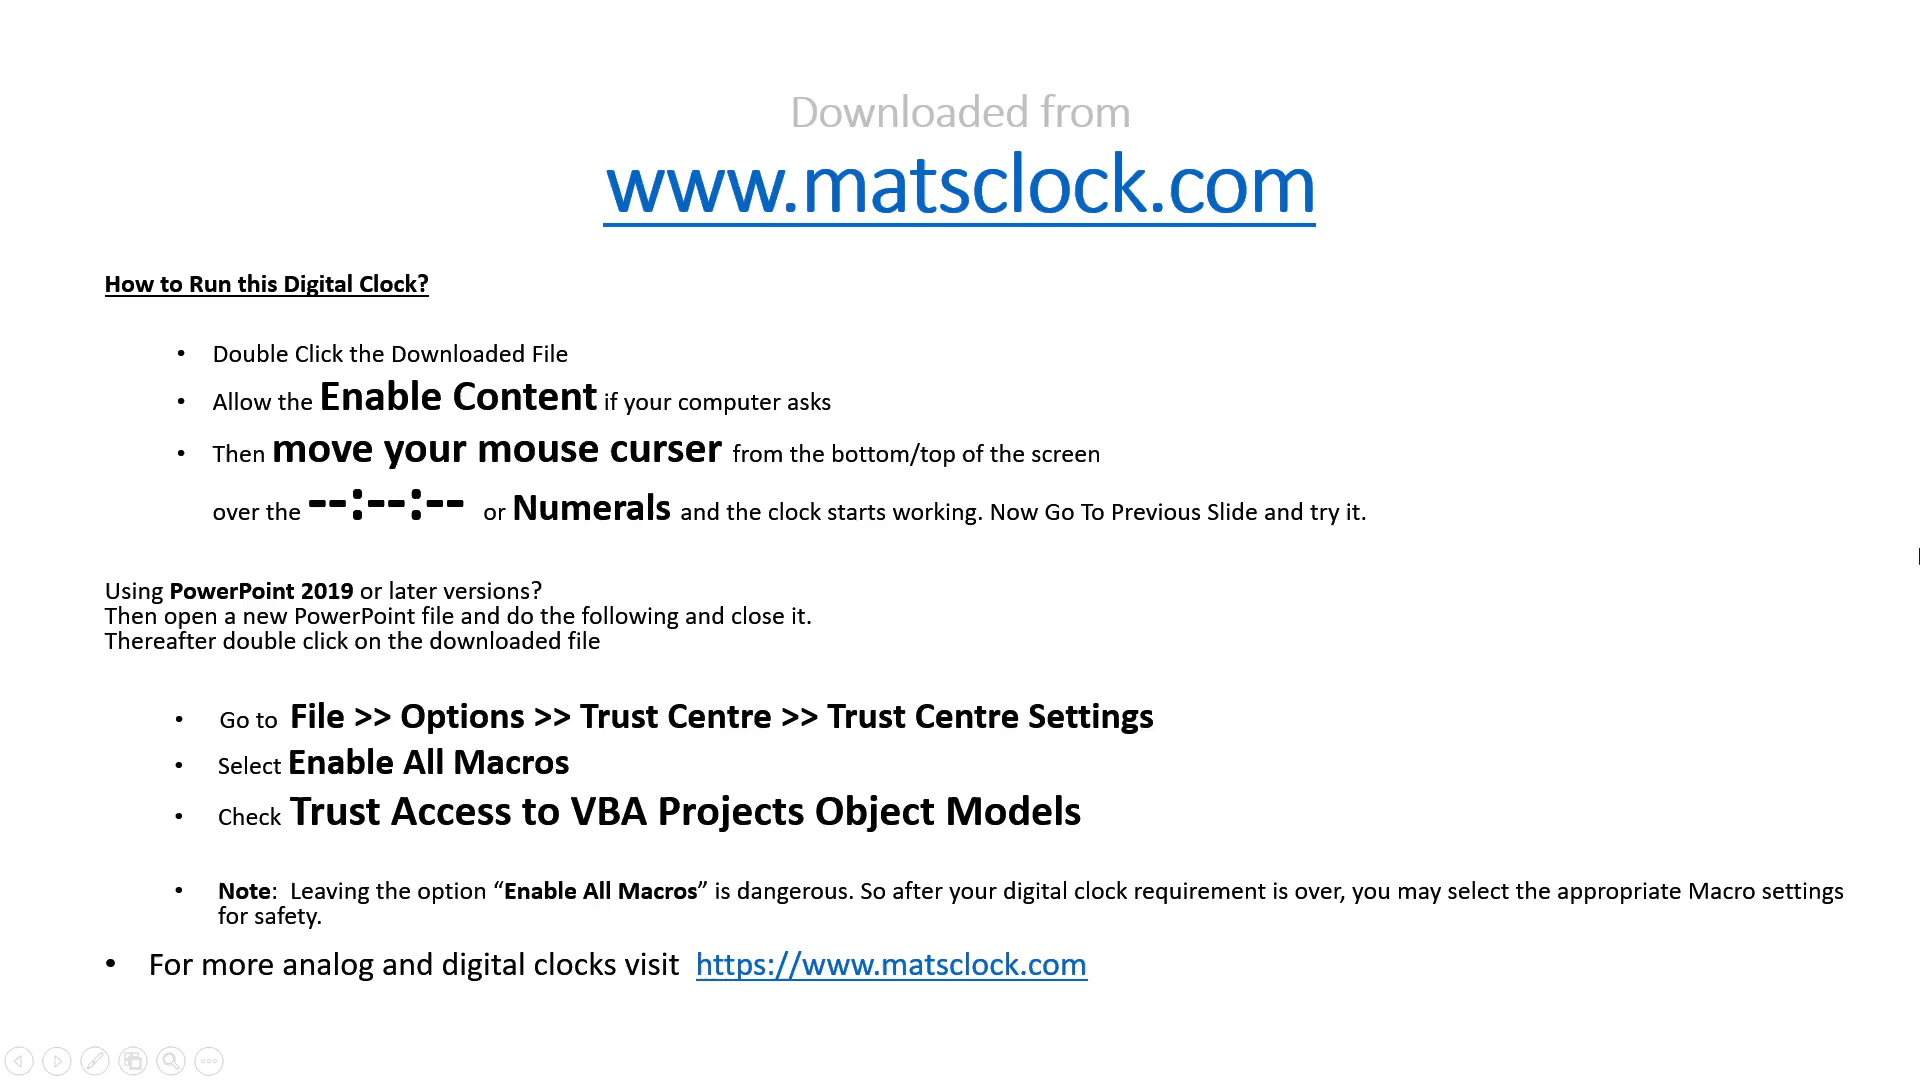 Downloaded from
www.matsclock.com
How to Run this Digital Clock?
• Double Click the Downloaded File
• Allow the Enable Content if your computer asks
• Then move your mouse curser from the bottom/top of the screen
over the --:--:-- or Numerals and the clock starts working. Now Go To Previous Slide and try it.
Using PowerPoint 2019 or later versions?
Then open a new PowerPoint file and do the following and close it.
Thereafter double click on the downloaded file
• Go to File >> Options >> Trust Centre >> Trust Centre Settings
• Select Enable All Macros
• Check Trust Access to VBA Projects Object Models
• Note: Leaving the option “Enable All Macros” is dangerous. So after your digital clock requirement is over, you may select the appropriate Macro settings
for safety.
• For more analog and digital clocks visit https://www.matsclock.com